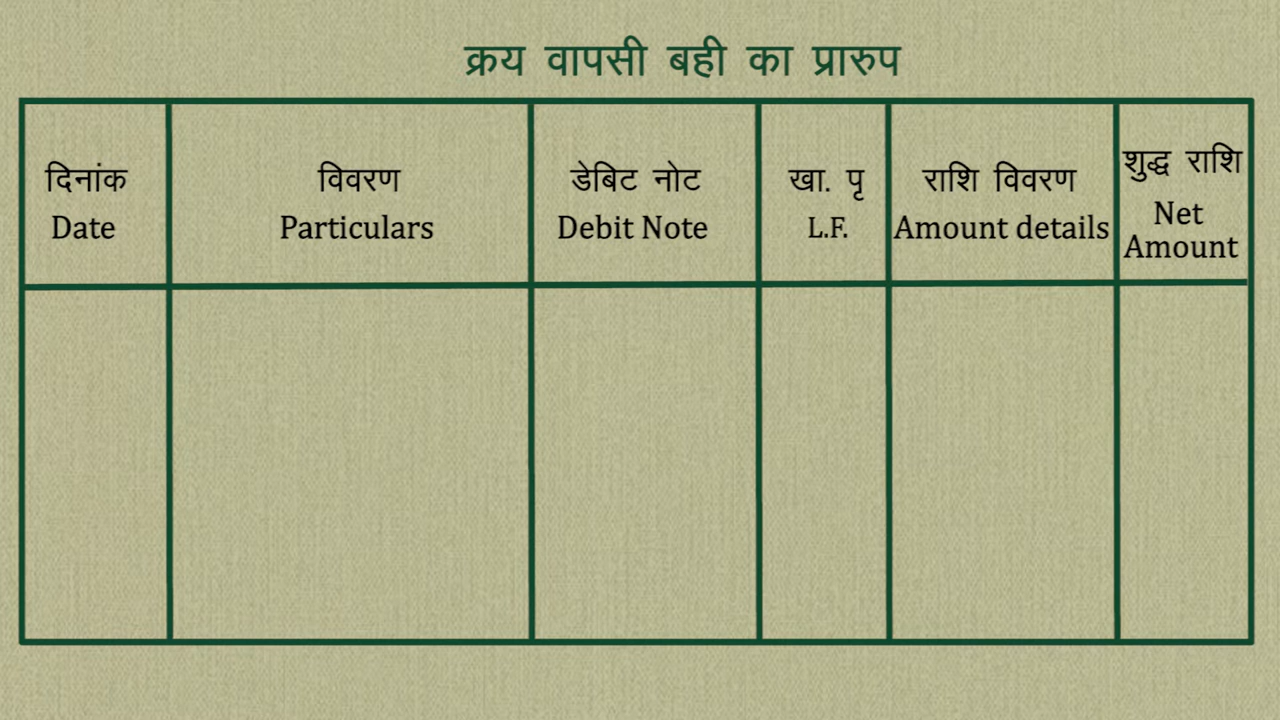 क्रय वापसी बही का प्रारुप
दिनांक
Date
विवरण
Particulars
डेबिट नोट
Debit Note
खा. पृ
L.F.
राशि विवरण
Amount details
शुद्ध राशि
Net
Amount